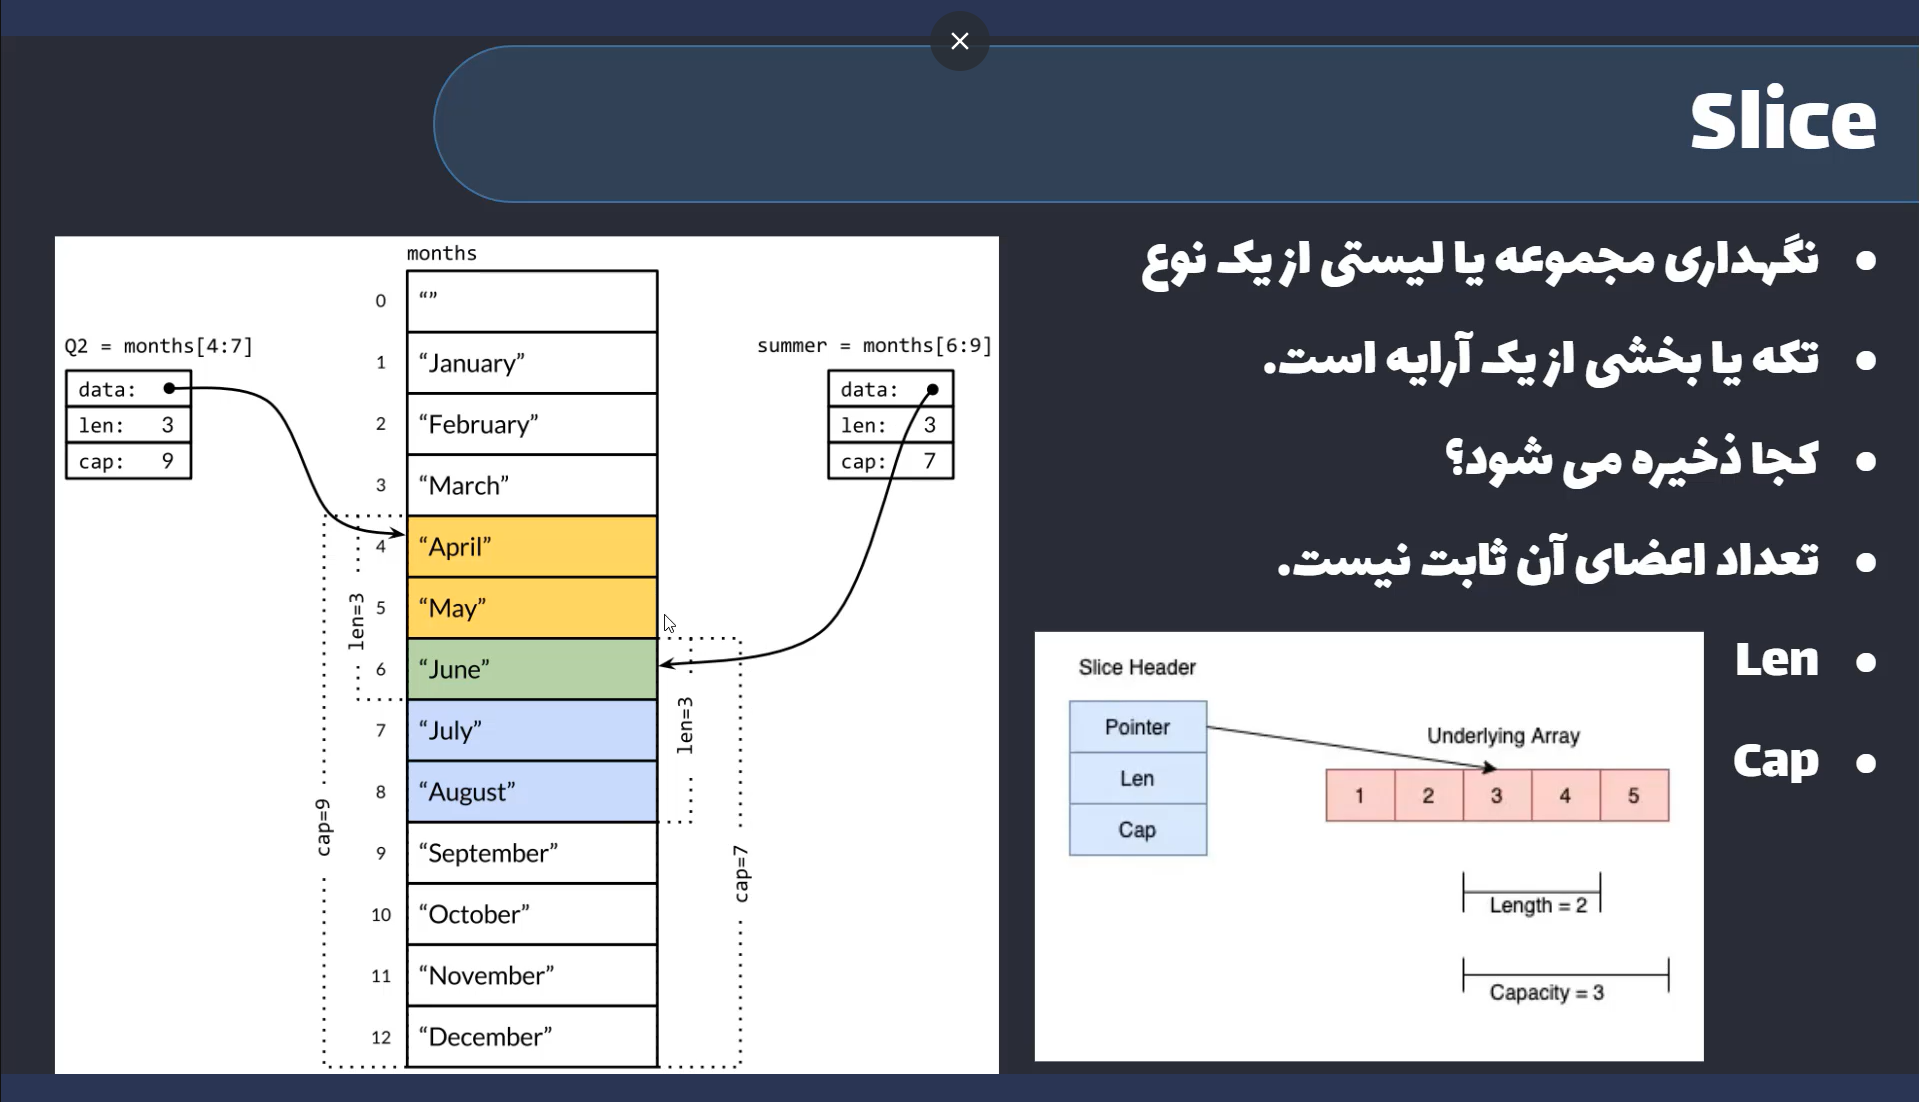 Slice
نگهداری مجموعه یا لیستی از یک نوع
تکه یا بخشی از یک آرایه است.
کجا ذخیره می شود؟
تعداد اعضای آن ثابت نیست.
Len
Cap
months
0 “”
1 “January”
2 “February”
3 “March”
4 “April”
5 “May”
6 “June”
7 “July”
8 “August”
9 “September”
10 “October”
11 “November”
12 “December”
Q2 = months[4:7]
data:
len: 3
cap: 9
len=3
cap=9
summer = months[6:9]
data:
len: 3
cap: 7
len=3
cap=7
Slice Header
Pointer
Len
Cap
Underlying Array
1 2 3 4 5
Length = 2
Capacity = 3